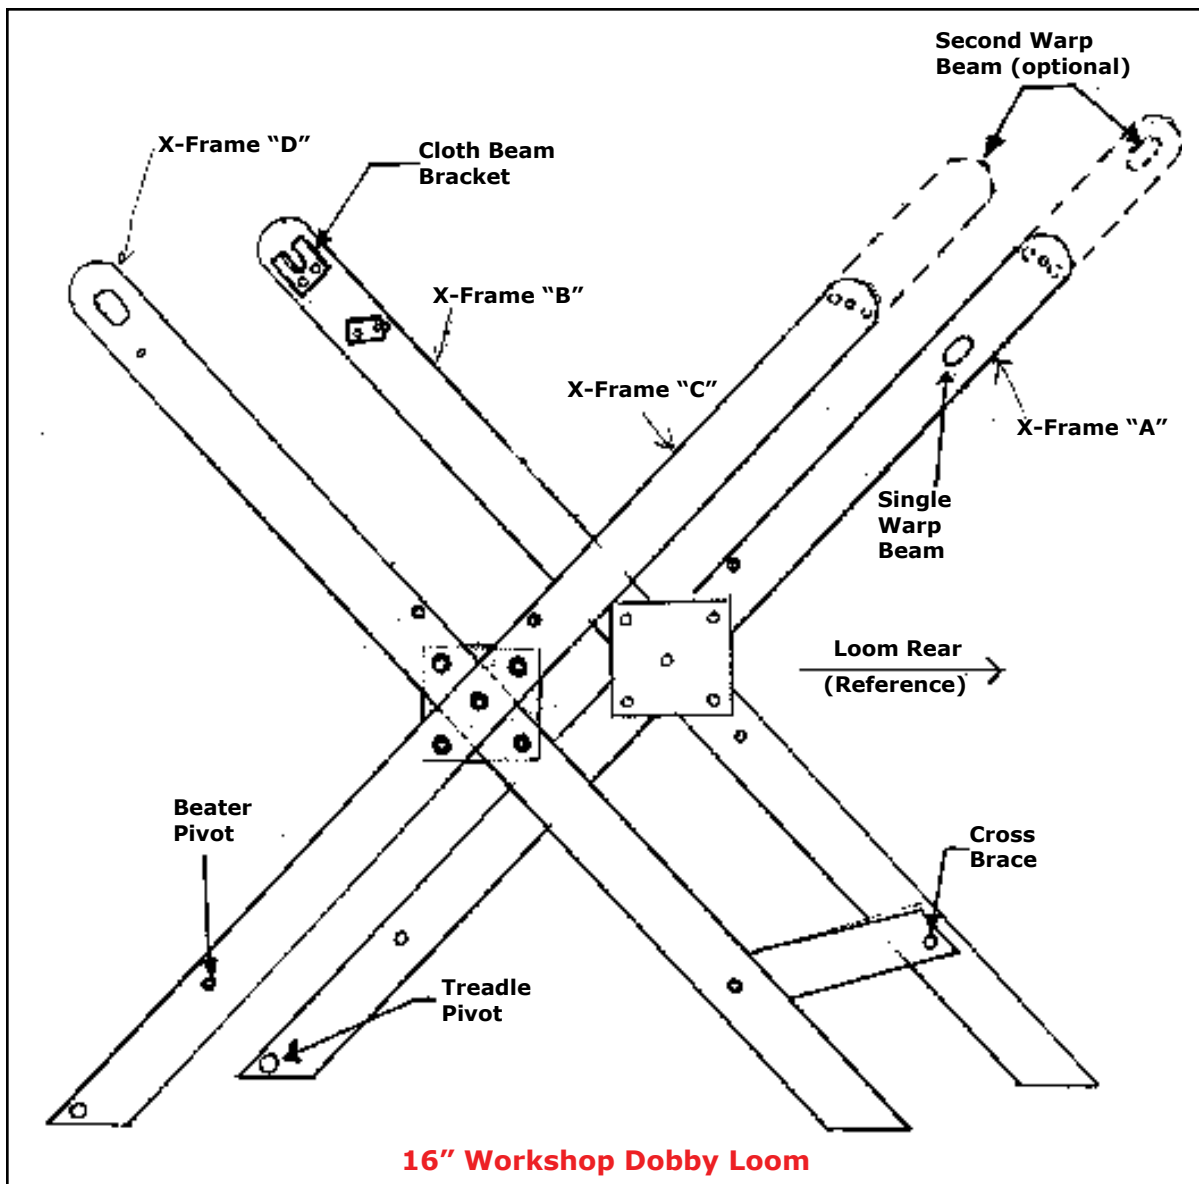 Second Warp
Beam (optional)
X-Frame “D”
Cloth Beam
Bracket
X-Frame “B”
X-Frame “C”
X-Frame “A”
Single
Warp
Beam
Loom Rear
(Reference)
Beater
Pivot
Cross
Brace
Treadle
Pivot
16” Workshop Dobby Loom